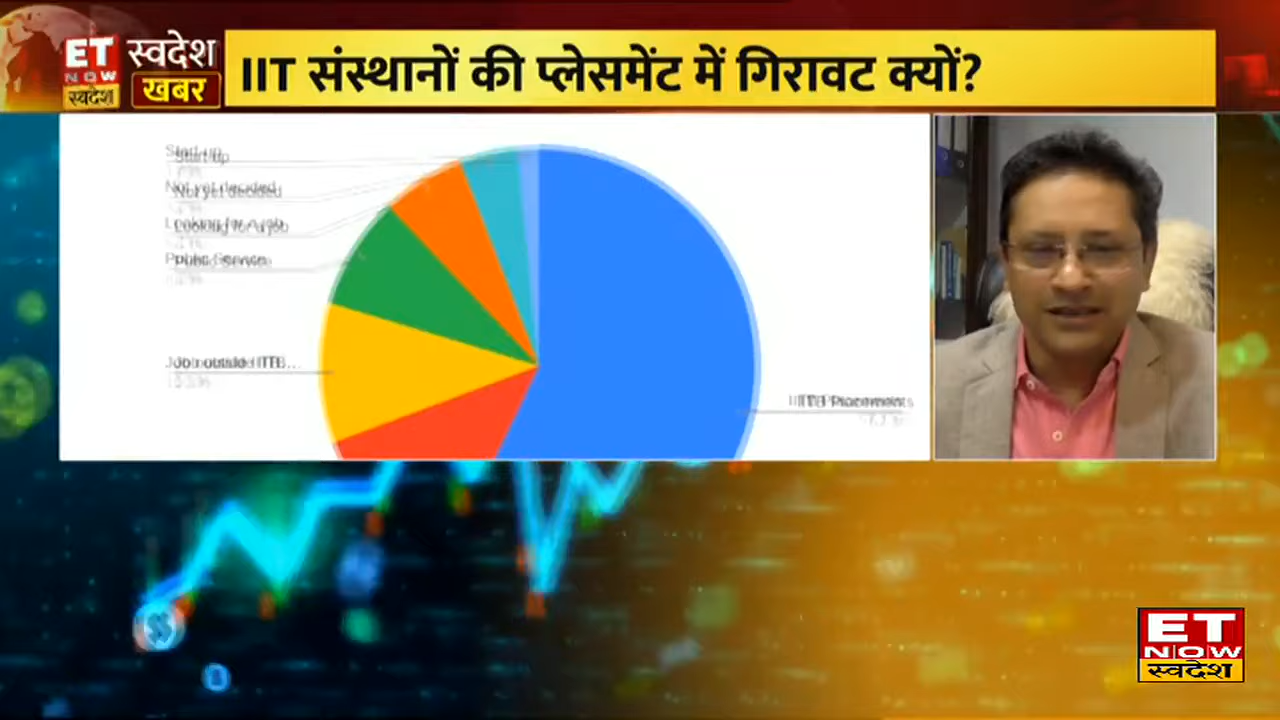 ET
NOW
स्वदेश
स्वदेश
खबर
IIT संस्थानों की प्लेसमेंट में गिरावट क्यों?
Start-up
Not yet decided
Looking for a job
Public Service
Job outside IITB...
IITB Placements
ET
NOW
स्वदेश